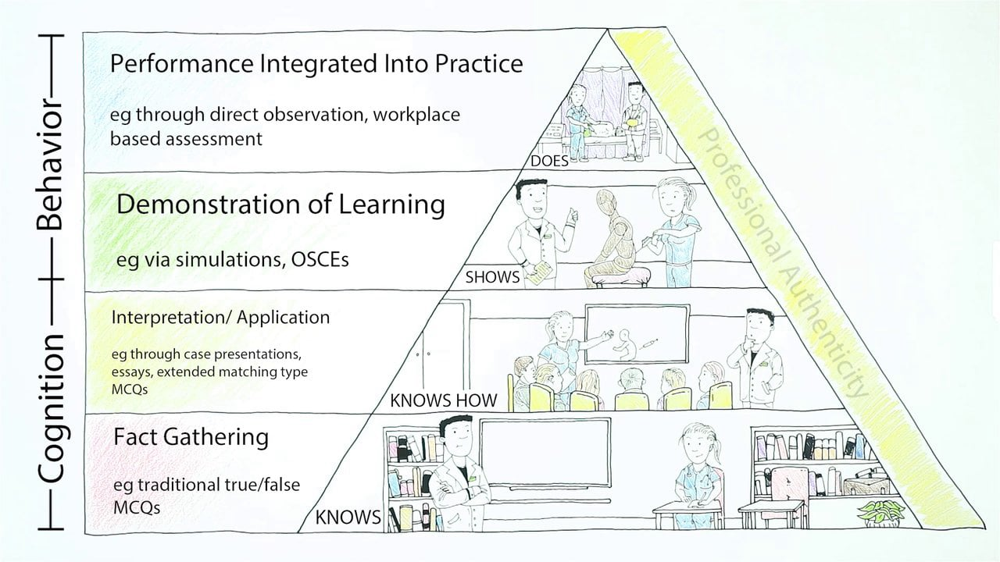 Behavior
Cognition
Performance Integrated Into Practice
eg through direct observation, workplace
based assessment
DOES
Demonstration of Learning
eg via simulations, OSCEs
SHOWS
Interpretation/ Application
eg through case presentations,
essays, extended matching type
MCQs
KNOWS HOW
Fact Gathering
eg traditional true/false
MCQs
KNOWS
Professional Authenticity